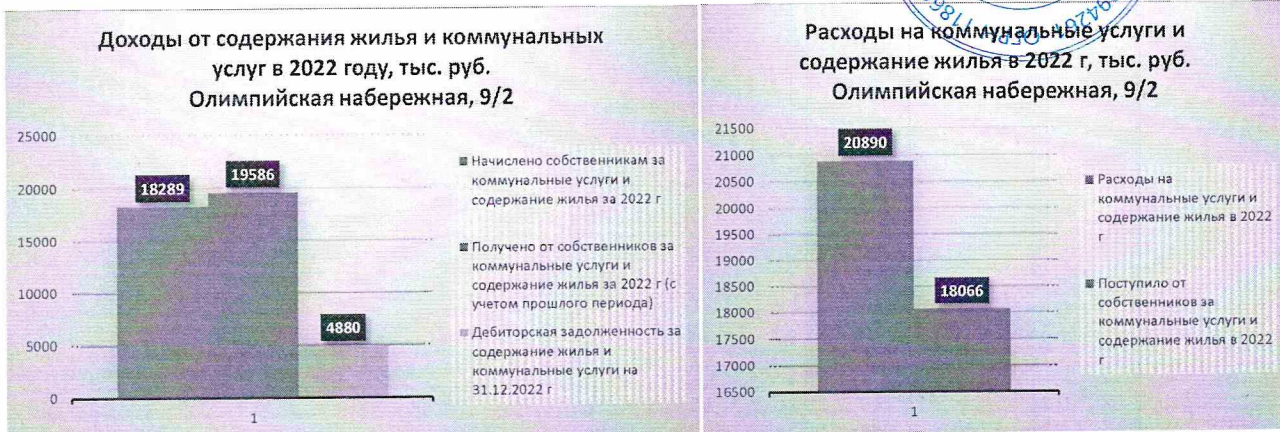 Доходы от содержания жилья и коммунальных
услуг в 2022 году, тыс. руб.
Олимпийская набережная, 9/2
25000
20000
15000
10000
5000
0
18289
19586
4880
1
Начислено собственникам за
коммунальные услуги и
содержание жилья за 2022 г
Получено от собственников за
коммунальные услуги и
содержание жилья за 2022 г (с
учетом прошлого периода)
Дебиторская задолженность за
содержание жилья и
коммунальные услуги на
31.12.2022 г
Расходы на коммунальные услуги и
содержание жилья в 2022 г, тыс. руб.
Олимпийская набережная, 9/2
21500
21000
20500
20000
19500
19000
18500
18000
17500
17000
16500
20890
18066
1
Расходы на
коммунальные услуги и
содержание жилья в 2022
г
Поступило от
собственников за
коммунальные услуги и
содержание жилья в 2022
г